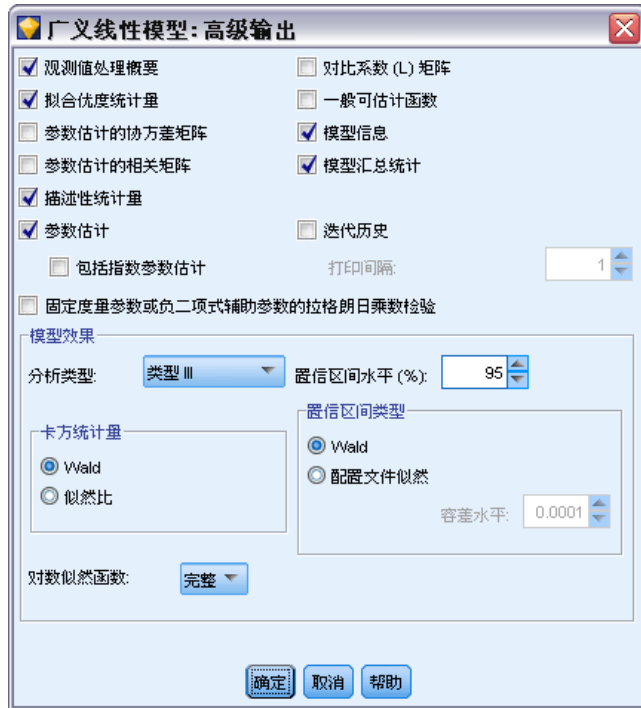 广义线性模型:高级输出
观测值处理概要
对比系数 (L) 矩阵
拟合优度统计量
一般可估计函数
参数估计的协方差矩阵
模型信息
参数估计的相关矩阵
模型汇总统计
描述性统计量
参数估计
迭代历史
包括指数参数估计
打印间隔:
1
固定度量参数或负二项式辅助参数的拉格朗日乘数检验
模型效果
分析类型:
类型 III
置信区间水平 (%):
95
卡方统计量
Wald
似然比
置信区间类型
Wald
配置文件似然
容差水平:
0.0001
对数似然函数:
完整
确定
取消
帮助